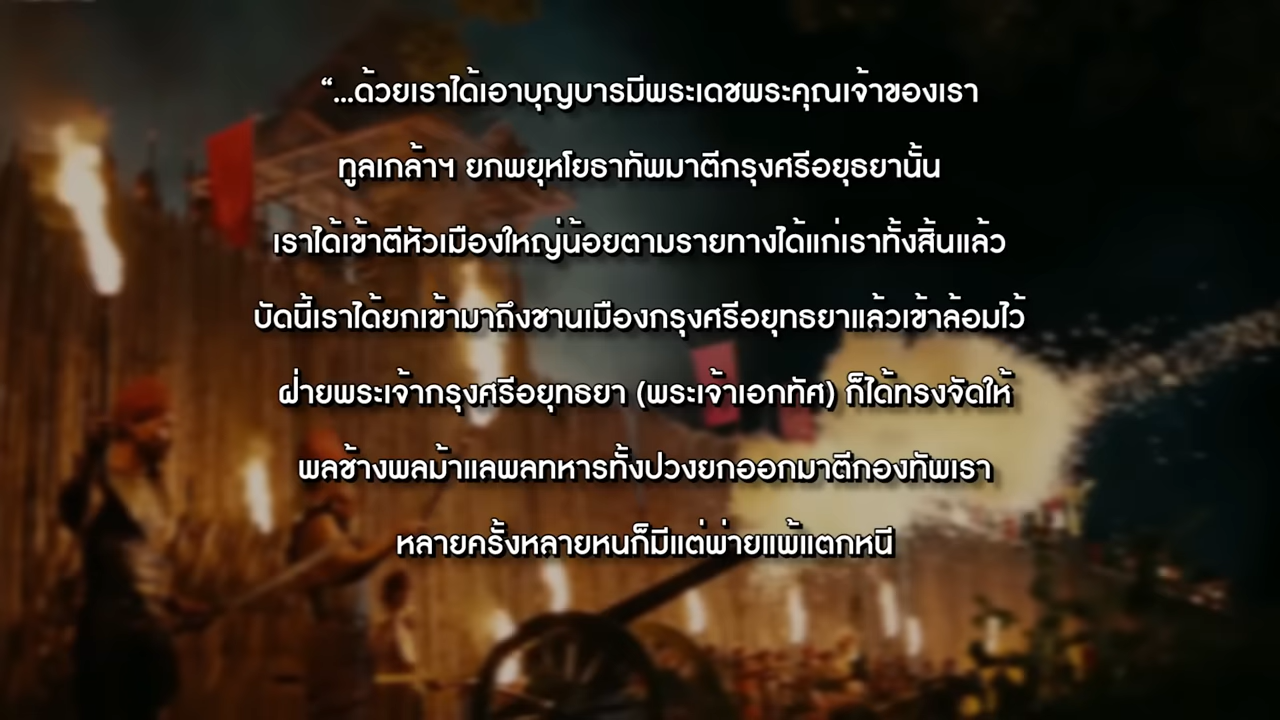 “...ด้วยเราได้เอาบุญบารมีพระเดชพระคุณเจ้าของเรา
ทูลเกล้าฯ ยกพยุหโยธาทัพมาตีกรุงศรีอยุธยานั้น
เราได้เข้าตีหัวเมืองใหญ่น้อยตามรายทางได้แก่เราทั้งสิ้นแล้ว
บัดนี้เราได้ยกเข้ามาถึงชานเมืองกรุงศรีอยุทธยาแล้วเข้าล้อมไว้
ฝ่ายพระเจ้ากรุงศรีอยุทธยา (พระเจ้าเอกทัศ) ก็ได้ทรงจัดให้
พลช้างพลม้าแลพลทหารทั้งปวงยกออกมาตีกองทัพเรา
หลายครั้งหลายหนก็มีแต่พ่ายแพ้แตกหนี